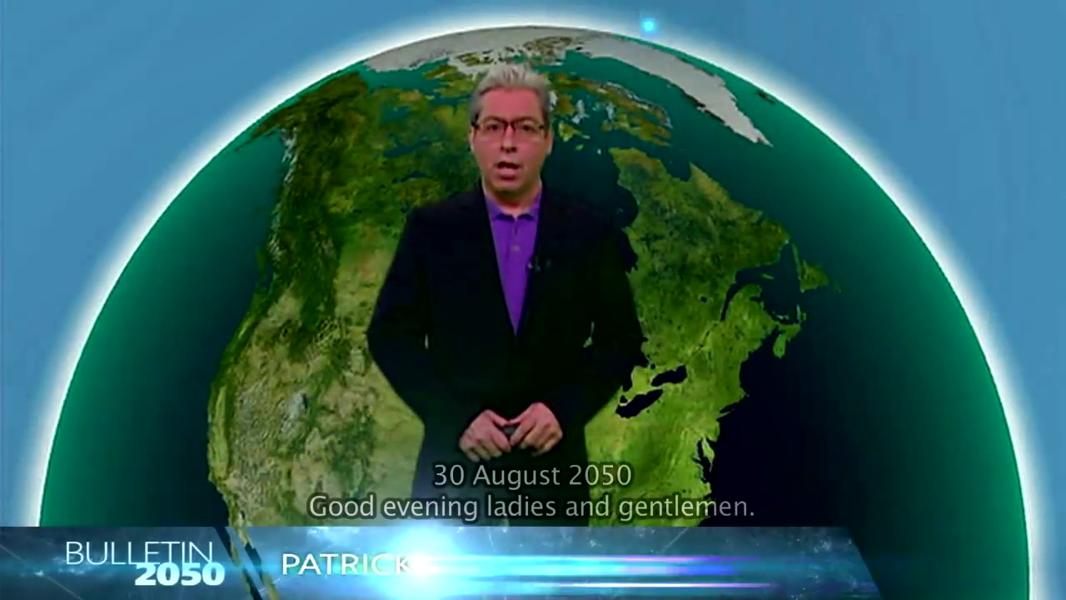 30 August 2050
Good evening ladies and gentlemen.
BULLETIN
2050
PATRICK